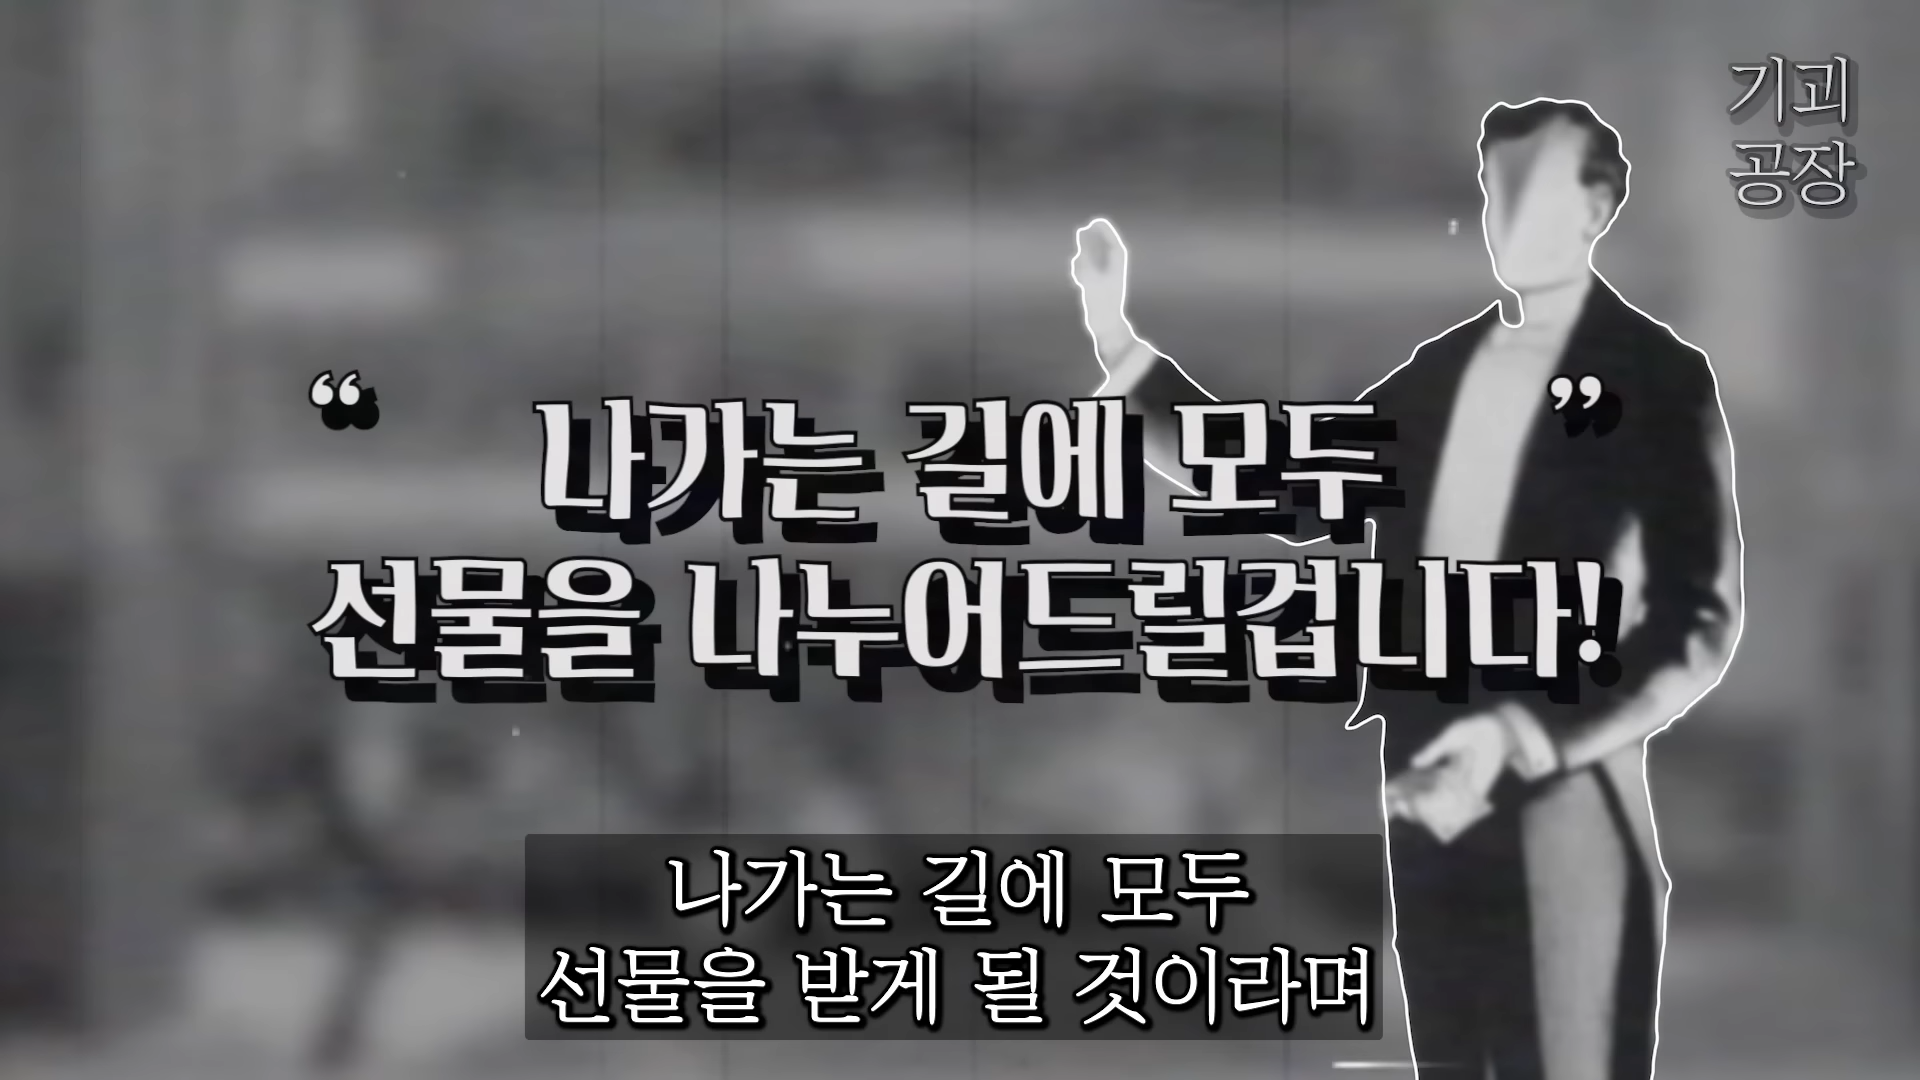 기괴
공장
“ 나가는 길에 모두 ”
선물을 나누어드릴겁니다!
나가는 길에 모두
선물을 받게 될 것이라며